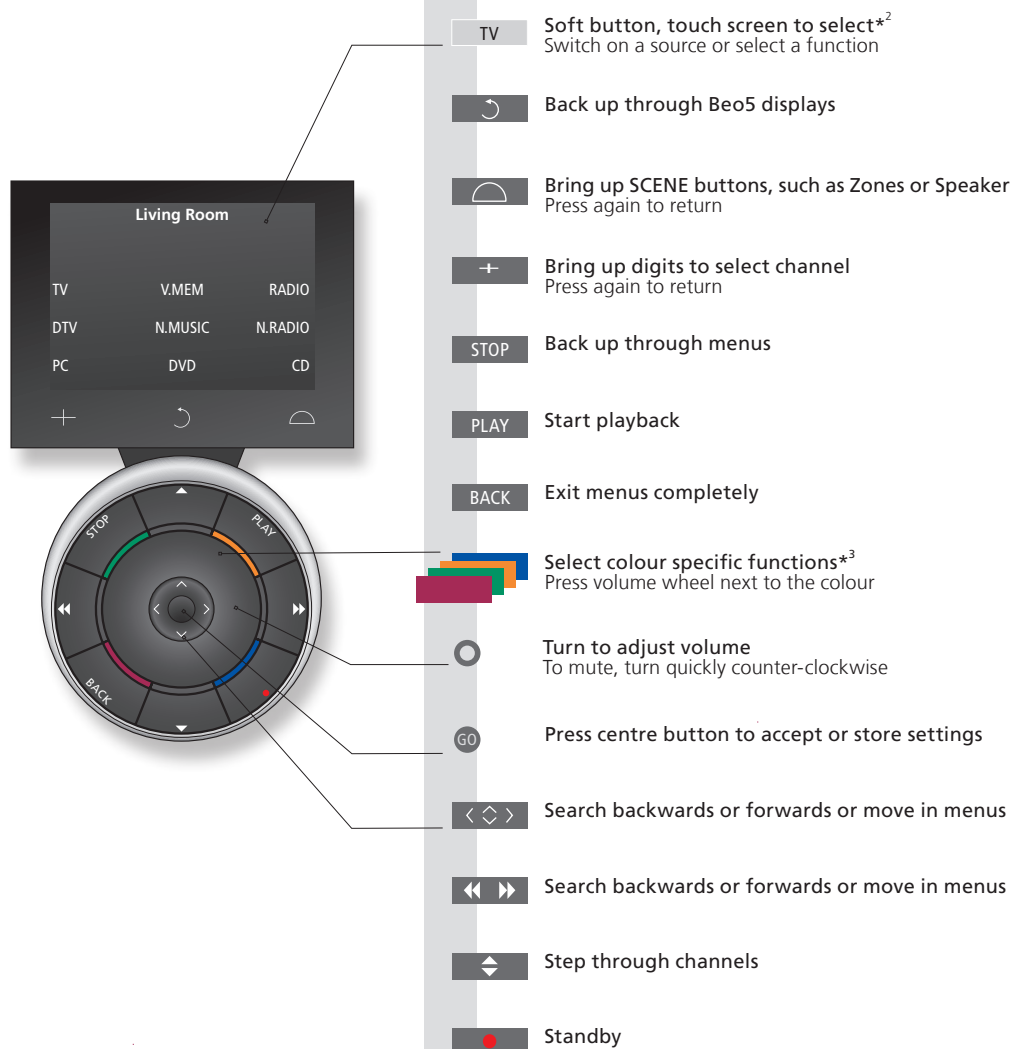 TV
Soft button, touch screen to select*2
Switch on a source or select a function
Back up through Beo5 displays
Bring up SCENE buttons, such as Zones or Speaker
Press again to return
Bring up digits to select channel
Press again to return
STOP
Back up through menus
PLAY
Start playback
BACK
Exit menus completely
Select colour specific functions*3
Press volume wheel next to the colour
Turn to adjust volume
To mute, turn quickly counter-clockwise
GO
Press centre button to accept or store settings
Search backwards or forwards or move in menus
Search backwards or forwards or move in menus
Step through channels
Standby
Living Room
TV V.MEM RADIO
DTV N.MUSIC N.RADIO
PC DVD CD
STOP
PLAY
BACK